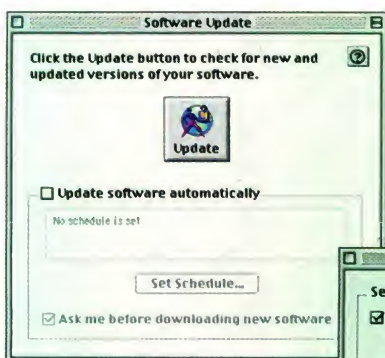 Software Update
Click the Update button to check for new and
updated versions of your software.
Update
Update software automatically
No schedule is set
Set Schedule...
Ask me before downloading new software
Se